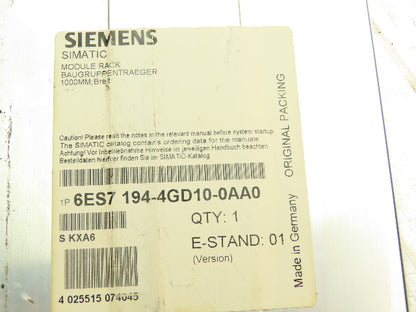 SIEMENS
SIMATIC
MODULE RACK
BAUGRUPPENTRAEGER
1000MM,Breit
Caution! Please read the notes in the relevant manual before system startup.
The SIMATIC catalog contains ordering data for the manuals
Achtung! Vor Inbetriebnahme Hinweise im jeweiligen Handbuch beachten
Bestelldaten hierfür finden Sie im SIMATIC-Katalog
1P 6ES7 194-4GD10-0AA0
QTY: 1
S KXA6
E-STAND: 01
(Version)
4 025515 074045
Made in Germany ORIGINAL PACKING